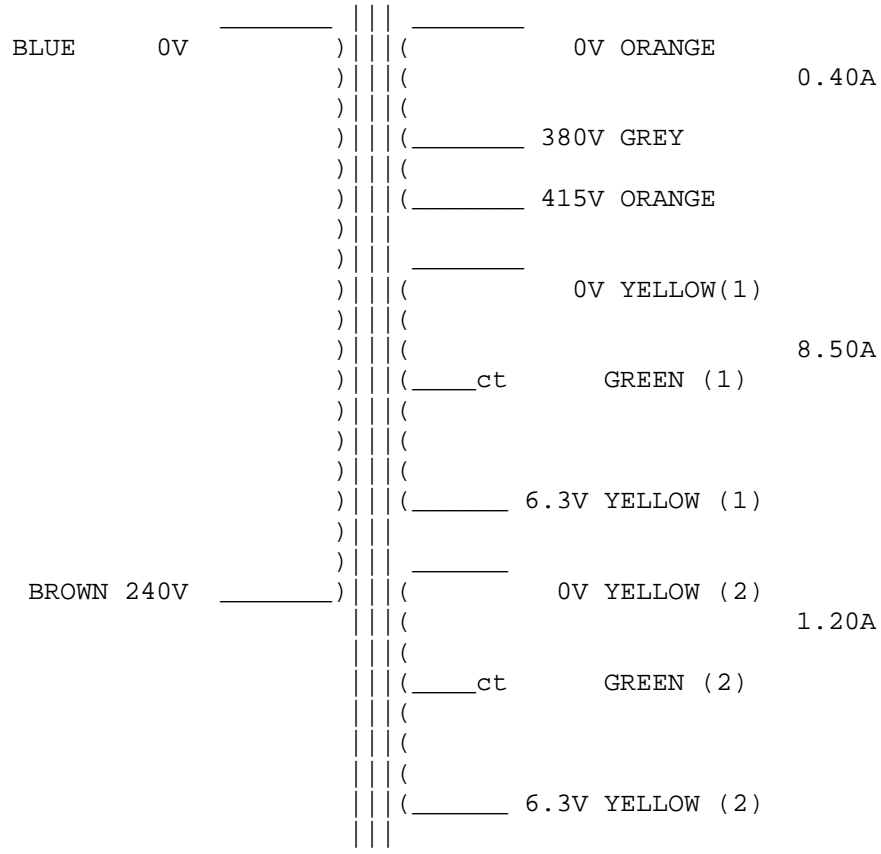 BLUE 0V 0V ORANGE
0.40A
380V GREY
415V ORANGE
0V YELLOW(1)
8.50A
ct GREEN (1)
6.3V YELLOW (1)
BROWN 240V 0V YELLOW (2)
1.20A
ct GREEN (2)
6.3V YELLOW (2)